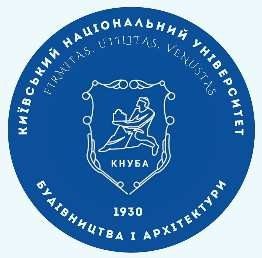 КИЇВСЬКИЙ НАЦІОНАЛЬНИЙ УНІВЕРСИТЕТ
FIRMITAS, UTILITAS, VENUSTAS
КНУБА
1930
БУДІВНИЦТВА І АРХІТЕКТУРИ